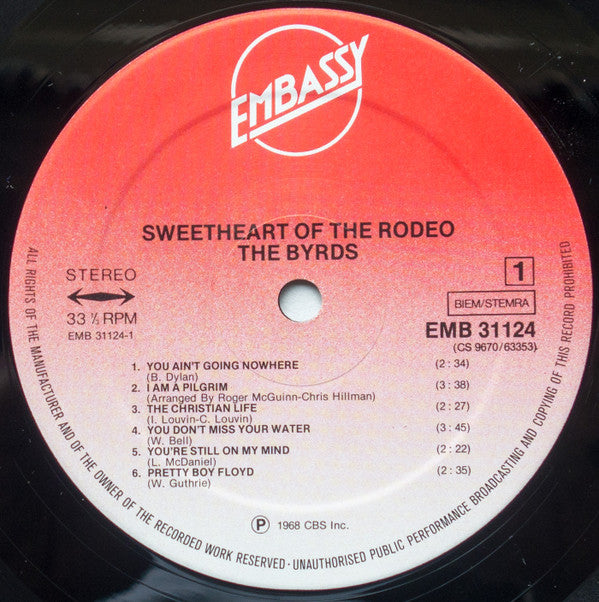 EMBASSY
SWEETHEART OF THE RODEO
THE BYRDS
STEREO
33 ⅓ RPM
EMB 31124-1
1
BIEM/STEMRA
EMB 31124
(CS 9670/63353)
1. YOU AIN'T GOING NOWHERE (2 : 34)
(B. Dylan)
2. I AM A PILGRIM (3 : 38)
(Arranged By Roger McGuinn-Chris Hillman)
3. THE CHRISTIAN LIFE (2 : 27)
(I. Louvin-C. Louvin)
4. YOU DON'T MISS YOUR WATER (3 : 45)
(W. Bell)
5. YOU'RE STILL ON MY MIND (2 : 22)
(L. McDaniel)
6. PRETTY BOY FLOYD (2 : 35)
(W. Guthrie)
Ⓟ 1968 CBS Inc.
ALL RIGHTS OF THE MANUFACTURER AND OF THE OWNER OF THE RECORDED WORK RESERVED · UNAUTHORISED PUBLIC PERFORMANCE BROADCASTING AND COPYING OF THIS RECORD PROHIBITED